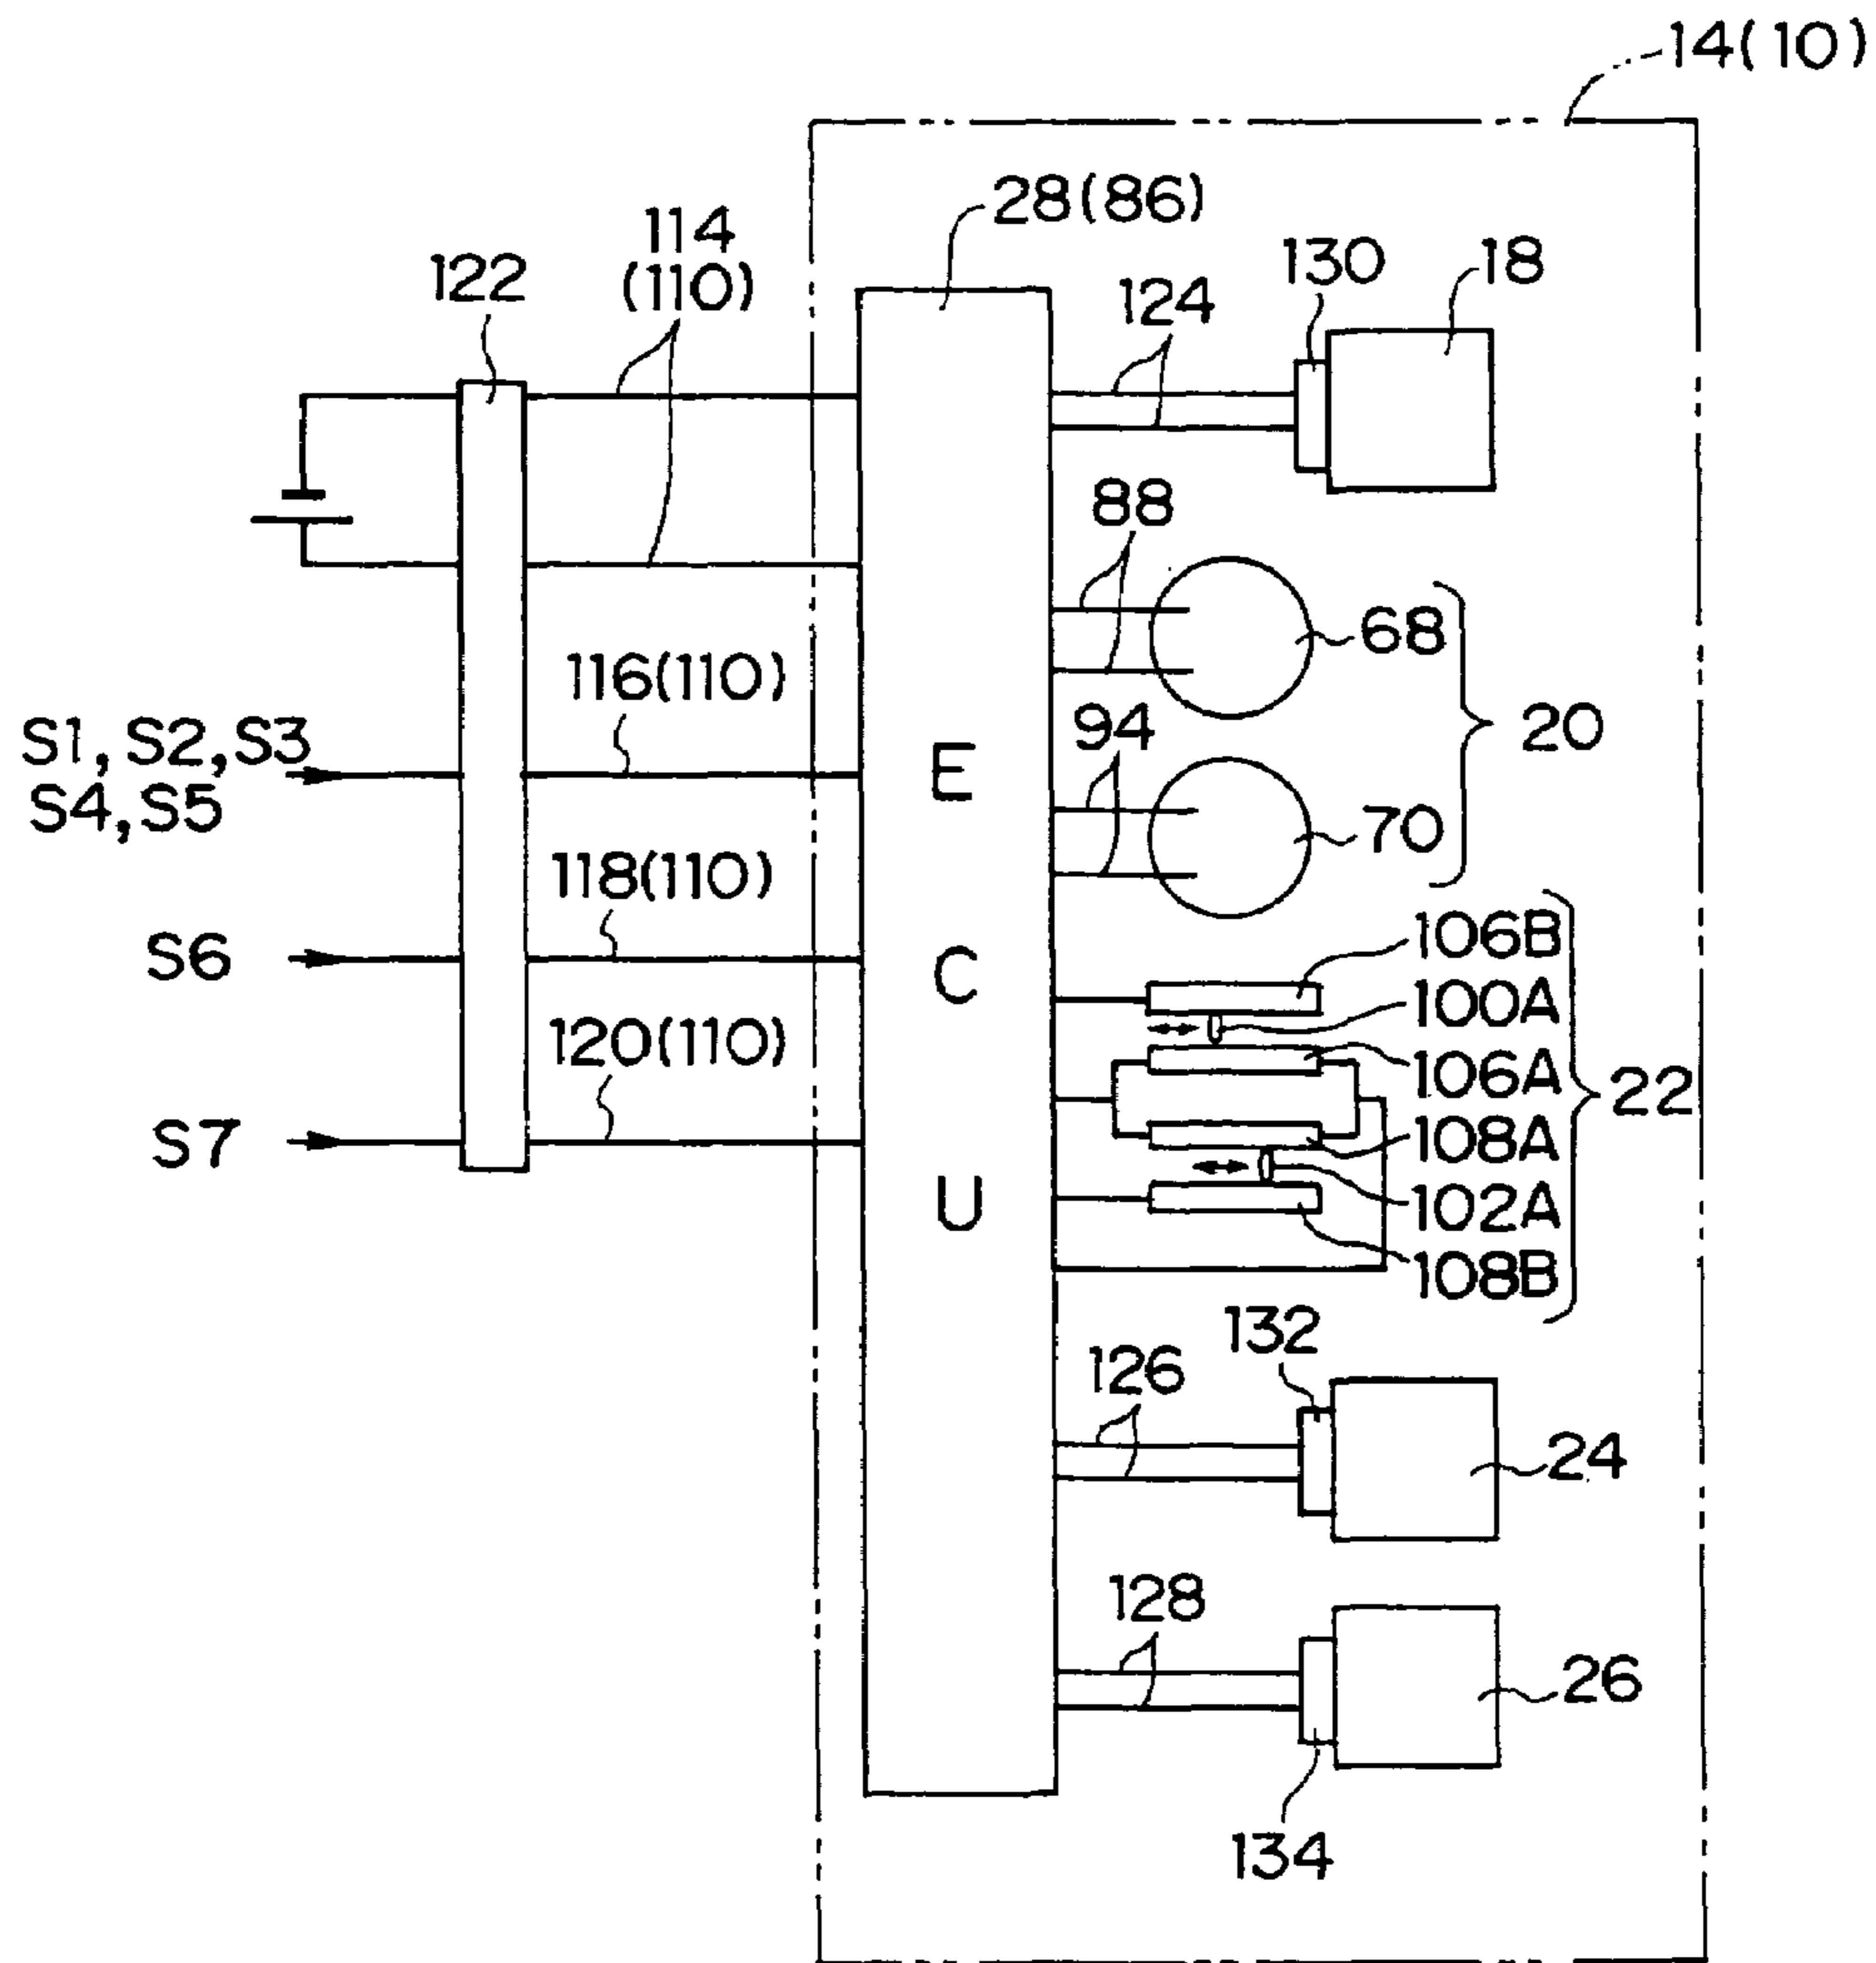 14(10)
28(86)
114
(110)
122
130
18
124
88
68
20
116(110)
94
S1, S2, S3
S4, S5
E
70
118(110)
106B
S6
C
100A
120(110)
106A
22
S7
108A
U
102A
108B
132
126
24
128
26
134